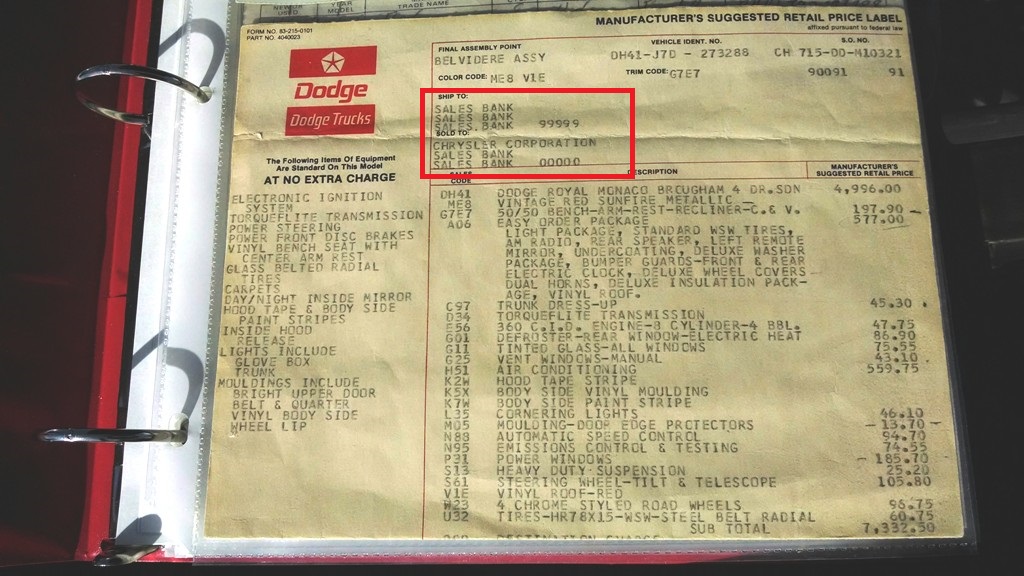 MODEL
YEAR
TRADE NAME
USED
FORM NO. 83-215-0101
PART NO. 4040023
MANUFACTURER'S SUGGESTED RETAIL PRICE LABEL
affixed pursuant to federal law
Dodge
Dodge Trucks
FINAL ASSEMBLY POINT VEHICLE IDENT. NO. S.O. NO.
BELVIDERE ASSY DH41-J7D - 273288 CH 715-DD-M10321
COLOR CODE: ME8 V1E TRIM CODE: G7E7 90091 91
SHIP TO:
SALES BANK
SALES BANK
SALES BANK 99999
SOLD TO:
CHRYSLER CORPORATION
SALES BANK
SALES BANK 00000
The Following Items Of Equipment
Are Standard On This Model
AT NO EXTRA CHARGE
ELECTRONIC IGNITION
SYSTEM
TORQUEFLITE TRANSMISSION
POWER STEERING
POWER FRONT DISC BRAKES
VINYL BENCH SEAT WITH
CENTER ARM REST
GLASS BELTED RADIAL
TIRES
CARPETS
DAY/NIGHT INSIDE MIRROR
HOOD TAPE & BODY SIDE
PAINT STRIPES
INSIDE HOOD
RELEASE
LIGHTS INCLUDE
GLOVE BOX
TRUNK
MOULDINGS INCLUDE
BRIGHT UPPER DOOR
BELT & QUARTER
VINYL BODY SIDE
WHEEL LIP
SALES CODE DESCRIPTION MANUFACTURER'S SUGGESTED RETAIL PRICE
DH41 DODGE ROYAL MONACO BROUGHAM 4 DR.SDN 4,996.00
ME8 VINTAGE RED SUNFIRE METALLIC
G7E7 50/50 BENCH-ARM-REST-RECLINER-C.& V. 197.90
A06 EASY ORDER PACKAGE 577.00
LIGHT PACKAGE, STANDARD WSW TIRES,
AM RADIO, REAR SPEAKER, LEFT REMOTE
MIRROR, UNDERCOATING, DELUXE WASHER
PACKAGE, BUMPER GUARDS-FRONT & REAR
ELECTRIC CLOCK, DELUXE WHEEL COVERS
DUAL HORNS, DELUXE INSULATION PACK-
AGE, VINYL ROOF.
C97 TRUNK DRESS-UP 45.30
D34 TORQUEFLITE TRANSMISSION
E56 360 C.I.D. ENGINE-8 CYLINDER-4 BBL. 47.75
G01 DEFROSTER-REAR WINDOW-ELECTRIC HEAT 86.90
G11 TINTED GLASS-ALL WINDOWS 75.55
G25 VENT WINDOWS-MANUAL 43.10
H51 AIR CONDITIONING 559.75
K2W HOOD TAPE STRIPE
K5X BODY SIDE VINYL MOULDING
K7W BODY SIDE PAINT STRIPE
L35 CORNERING LIGHTS 46.10
M05 MOULDING-DOOR EDGE PROTECTORS 13.70
N88 AUTOMATIC SPEED CONTROL 94.70
N95 EMISSIONS CONTROL & TESTING 74.55
P31 POWER WINDOWS 185.70
S13 HEAVY DUTY SUSPENSION 25.20
S61 STEERING WHEEL-TILT & TELESCOPE 105.80
V1E VINYL ROOF-RED
W23 4 CHROME STYLED ROAD WHEELS 96.75
U32 TIRES-HR78X15-WSW-STEEL BELT RADIAL 60.75
SUB TOTAL 7,332.50